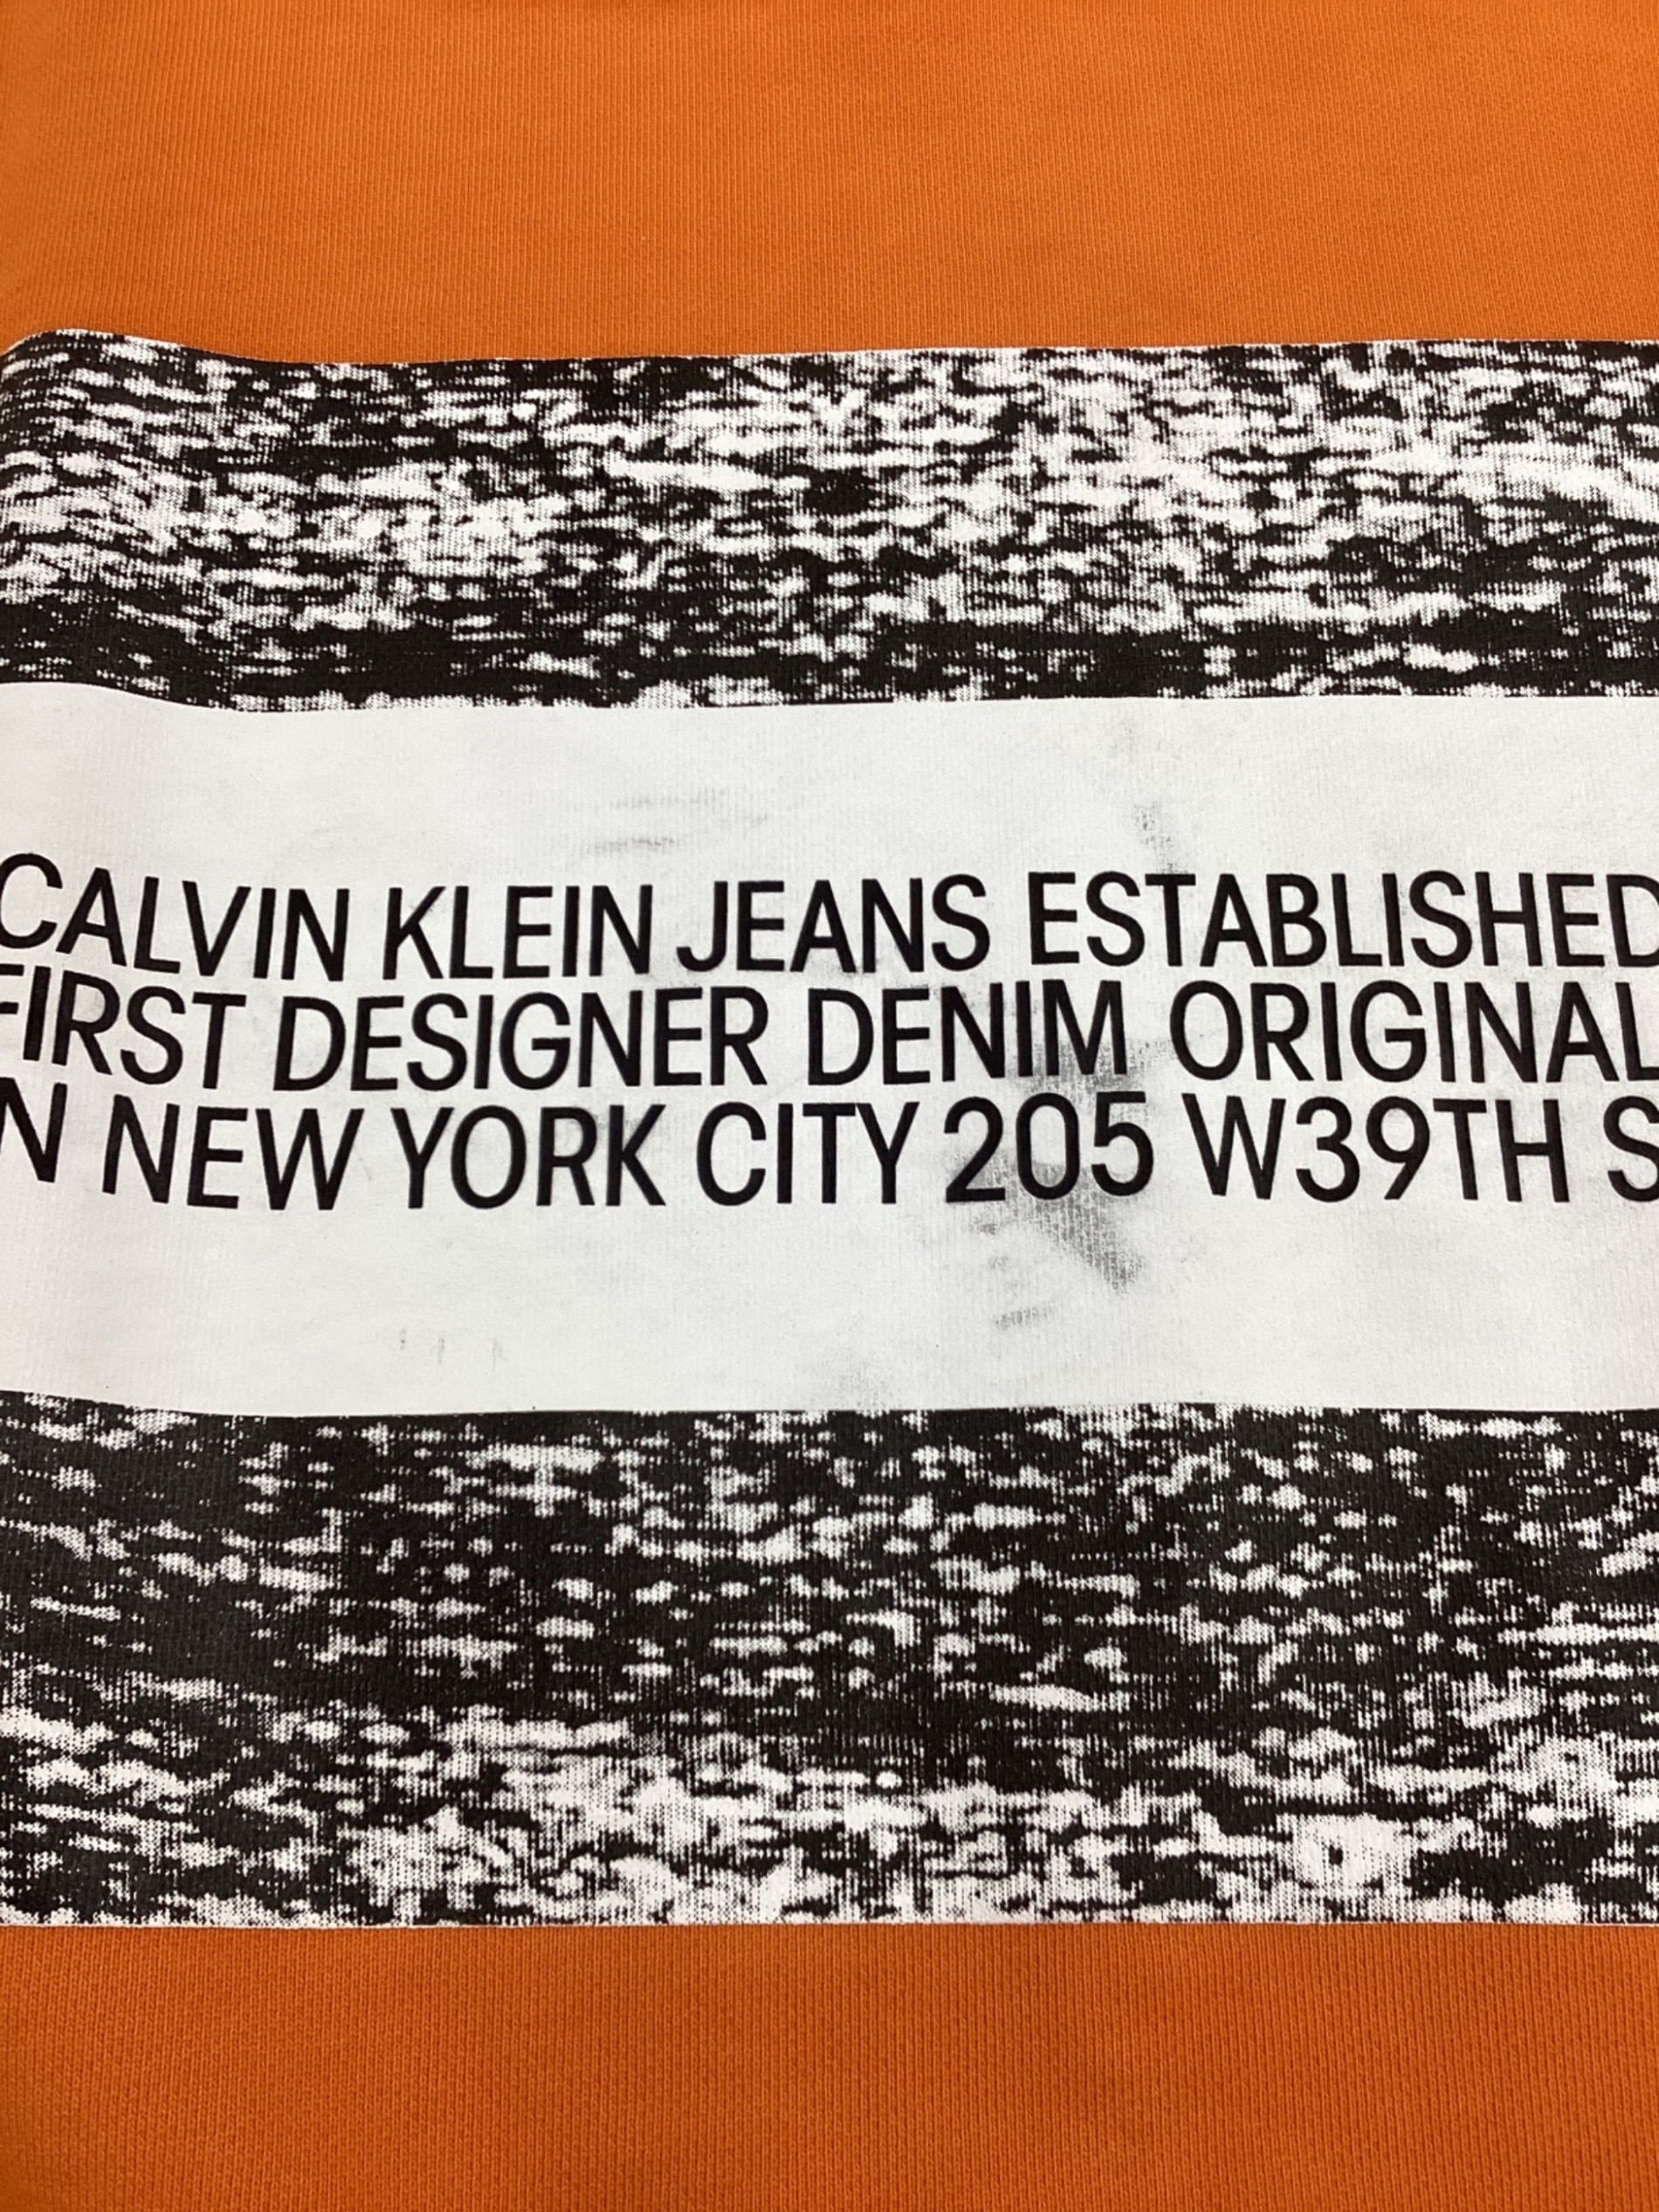 CALVIN KLEIN JEANS ESTABLISHED
FIRST DESIGNER DENIM ORIGINAL
N NEW YORK CITY 205 W39TH S